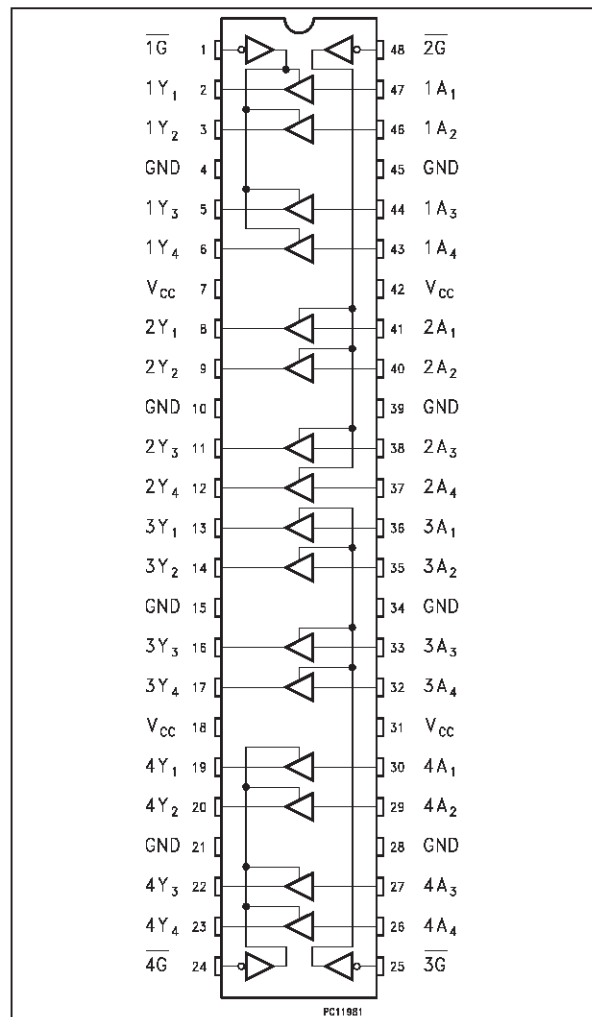 1G 1 48 2G
1Y1 2 47 1A1
1Y2 3 46 1A2
GND 4 45 GND
1Y3 5 44 1A3
1Y4 6 43 1A4
VCC 7 42 VCC
2Y1 8 41 2A1
2Y2 9 40 2A2
GND 10 39 GND
2Y3 11 38 2A3
2Y4 12 37 2A4
3Y1 13 36 3A1
3Y2 14 35 3A2
GND 15 34 GND
3Y3 16 33 3A3
3Y4 17 32 3A4
VCC 18 31 VCC
4Y1 19 30 4A1
4Y2 20 29 4A2
GND 21 28 GND
4Y3 22 27 4A3
4Y4 23 26 4A4
4G 24 25 3G
PC11981